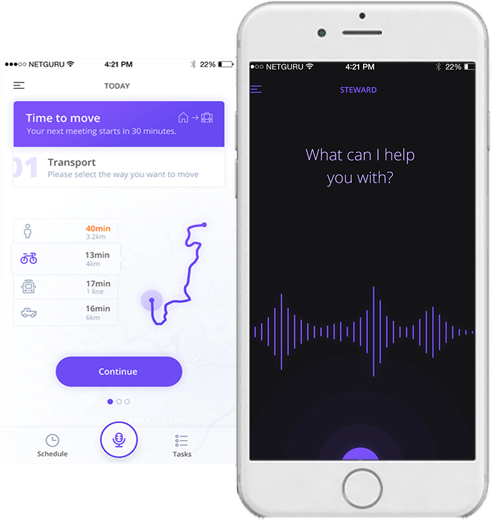 NETGURU
4:21 PM
22%
TODAY
Time to move
Your next meeting starts in 30 minutes.
01
Transport
Please select the way you want to move
40min
3.2km
13min
4km
17min
1 line
16min
6km
Continue
Schedule
Tasks
NETGURU
4:21 PM
22%
STEWARD
What can I help
you with?